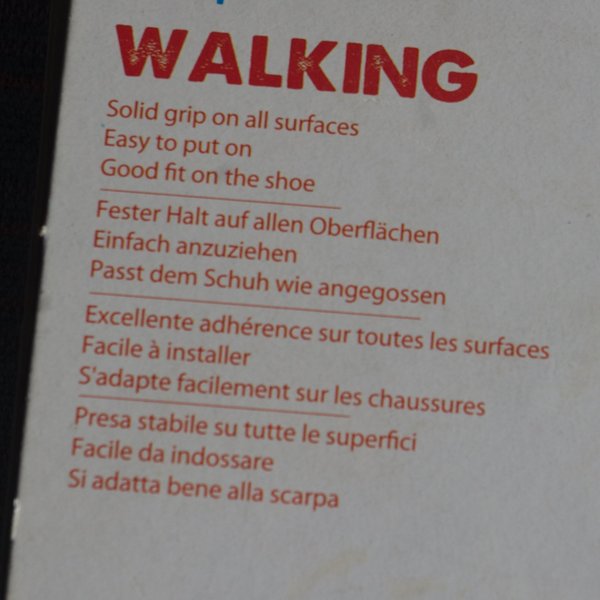 WALKING
Solid grip on all surfaces
Easy to put on
Good fit on the shoe
Fester Halt auf allen Oberflächen
Einfach anzuziehen
Passt dem Schuh wie angegossen
Excellente adhérence sur toutes les surfaces
Facile à installer
S'adapte facilement sur les chaussures
Presa stabile su tutte le superfici
Facile da indossare
Si adatta bene alla scarpa